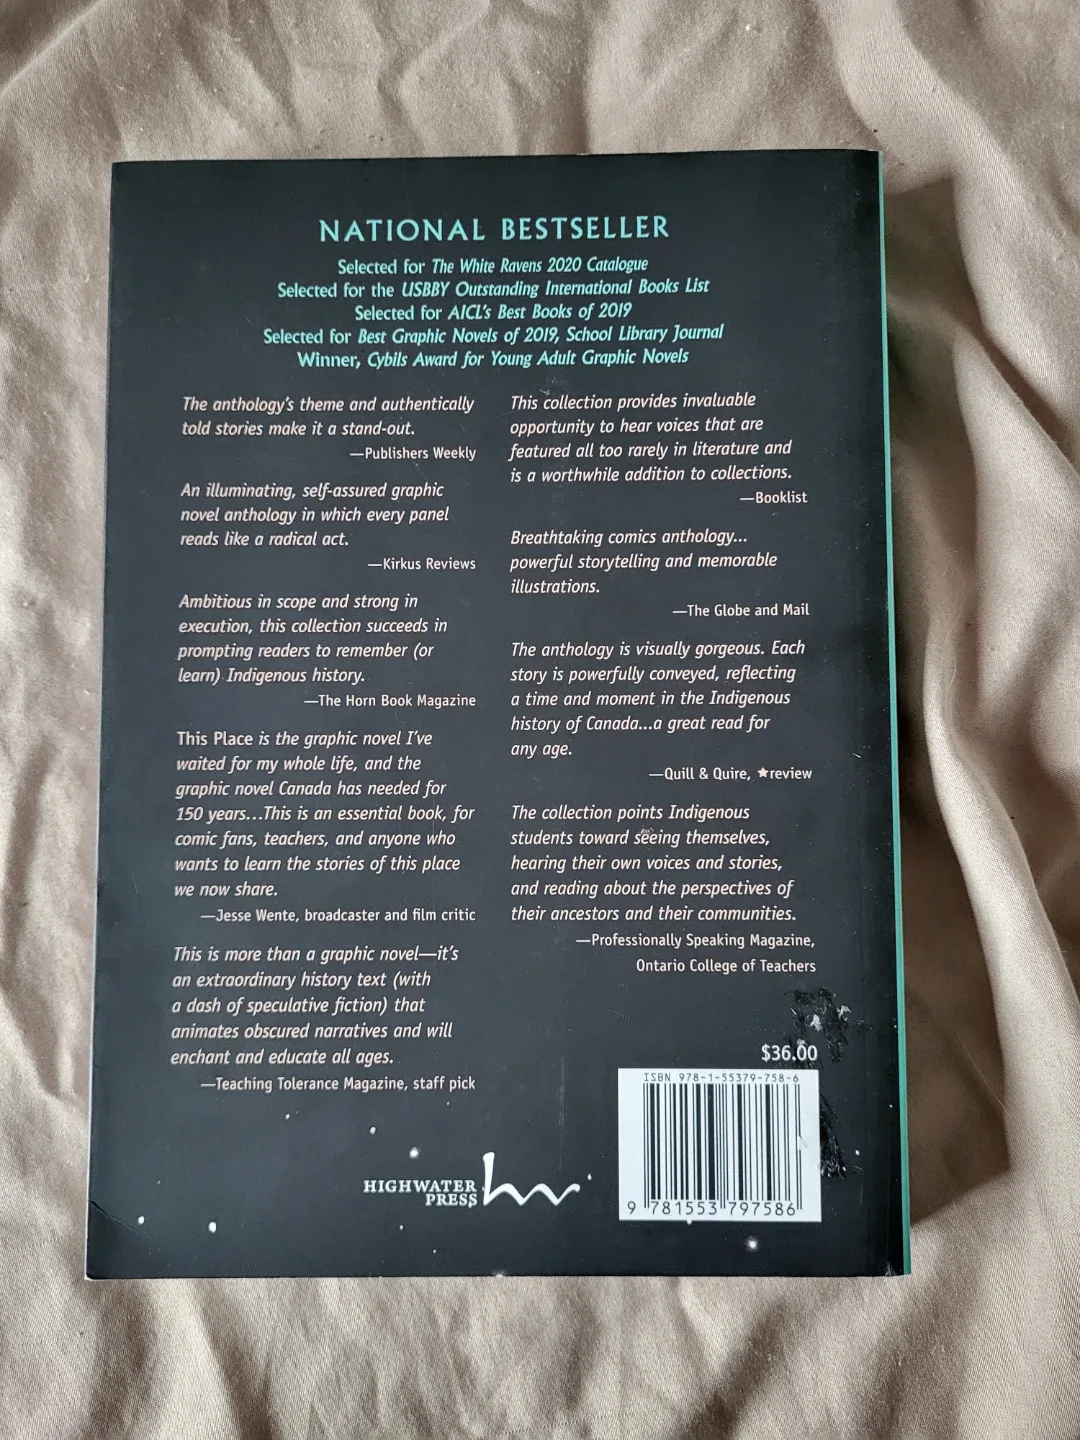 NATIONAL BESTSELLER
Selected for The White Ravens 2020 Catalogue
Selected for the USBBY Outstanding International Books List
Selected for AICL's Best Books of 2019
Selected for Best Graphic Novels of 2019, School Library Journal
Winner, Cybils Award for Young Adult Graphic Novels
The anthology's theme and authentically
told stories make it a stand-out.
—Publishers Weekly
An illuminating, self-assured graphic
novel anthology in which every panel
reads like a radical act.
—Kirkus Reviews
Ambitious in scope and strong in
execution, this collection succeeds in
prompting readers to remember (or
learn) Indigenous history.
—The Horn Book Magazine
This Place is the graphic novel I've
waited for my whole life, and the
graphic novel Canada has needed for
150 years...This is an essential book, for
comic fans, teachers, and anyone who
wants to learn the stories of this place
we now share.
—Jesse Wente, broadcaster and film critic
This is more than a graphic novel—it's
an extraordinary history text (with
a dash of speculative fiction) that
animates obscured narratives and will
enchant and educate all ages.
—Teaching Tolerance Magazine, staff pick
This collection provides invaluable
opportunity to hear voices that are
featured all too rarely in literature and
is a worthwhile addition to collections.
—Booklist
Breathtaking comics anthology...
powerful storytelling and memorable
illustrations.
—The Globe and Mail
The anthology is visually gorgeous. Each
story is powerfully conveyed, reflecting
a time and moment in the Indigenous
history of Canada...a great read for
any age.
—Quill & Quire, ★review
The collection points Indigenous
students toward seeing themselves,
hearing their own voices and stories,
and reading about the perspectives of
their ancestors and their communities.
—Professionally Speaking Magazine,
Ontario College of Teachers
$36.00
ISBN 978-1-55379-758-6
9 781553 797586
HIGHWATER
PRESS